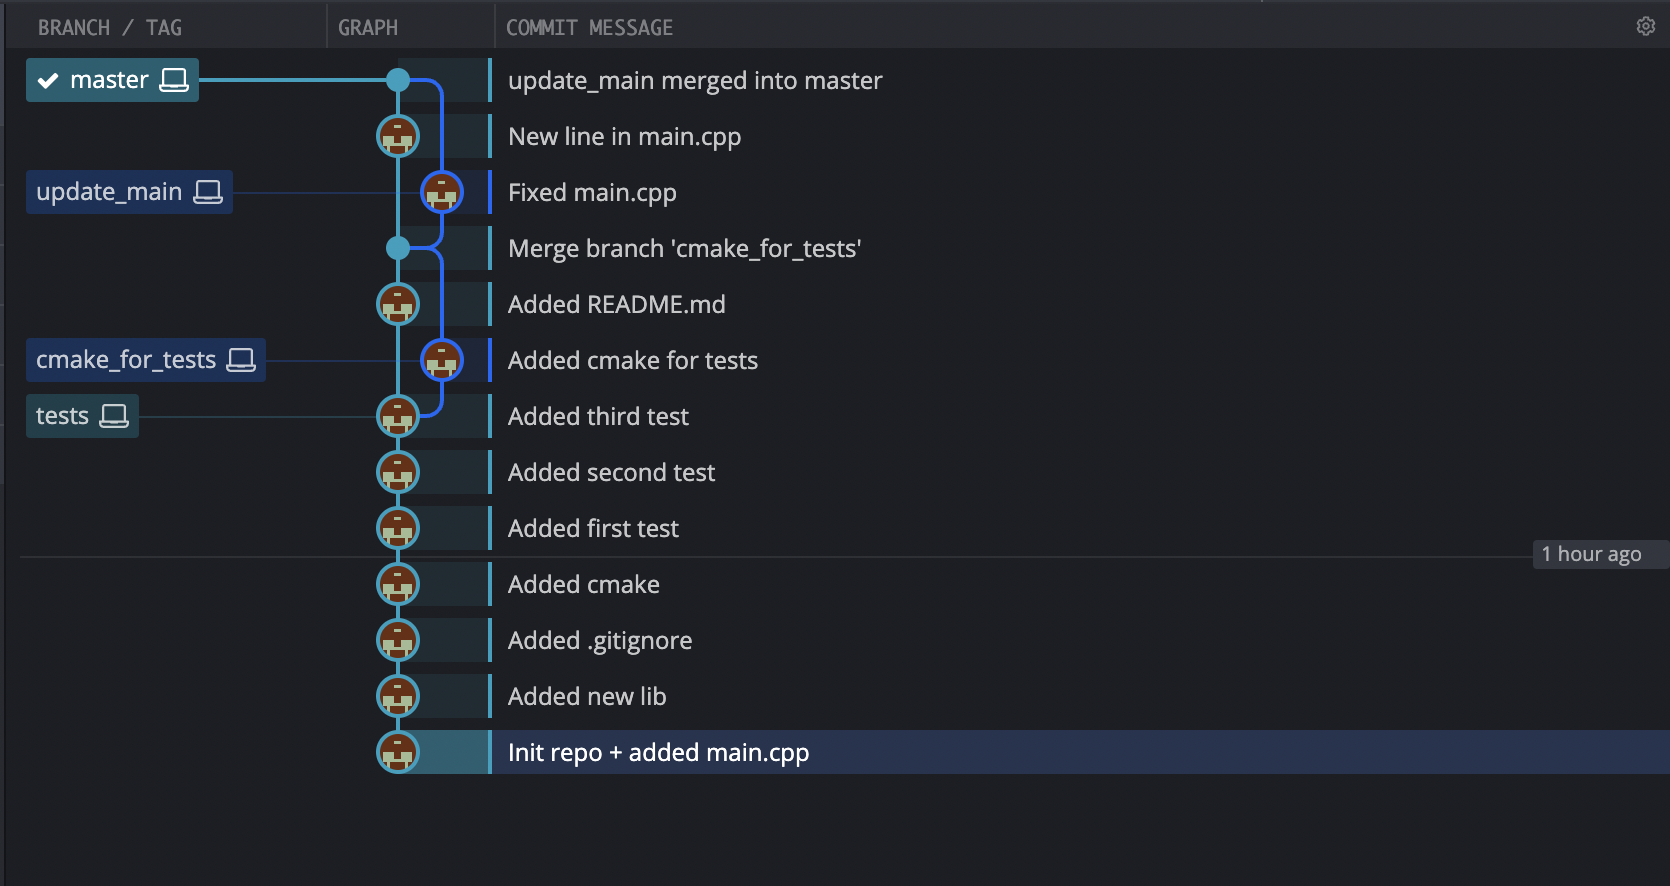 BRANCH / TAG GRAPH COMMIT MESSAGE
master update_main merged into master
New line in main.cpp
update_main Fixed main.cpp
Merge branch 'cmake_for_tests'
Added README.md
cmake_for_tests Added cmake for tests
tests Added third test
Added second test
Added first test
1 hour ago
Added cmake
Added .gitignore
Added new lib
Init repo + added main.cpp